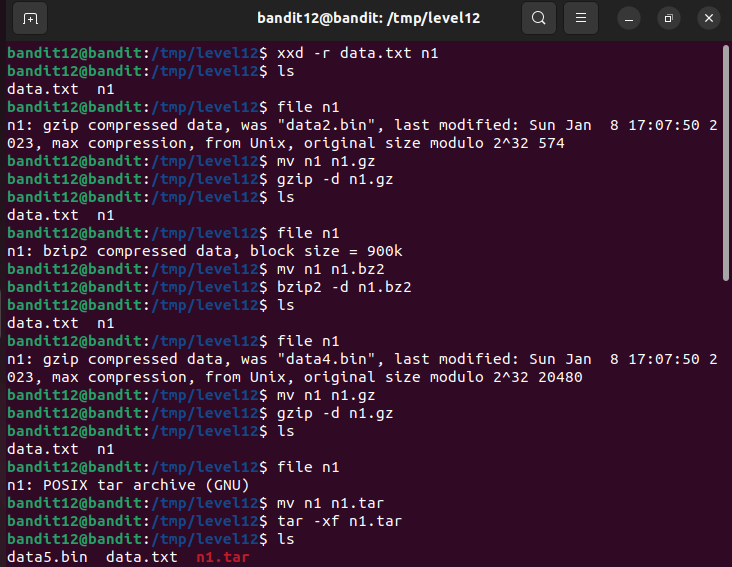 bandit12@bandit: /tmp/level12
bandit12@bandit:/tmp/level12$ xxd -r data.txt n1
bandit12@bandit:/tmp/level12$ ls
data.txt  n1
bandit12@bandit:/tmp/level12$ file n1
n1: gzip compressed data, was "data2.bin", last modified: Sun Jan  8 17:07:50 2
023, max compression, from Unix, original size modulo 2^32 574
bandit12@bandit:/tmp/level12$ mv n1 n1.gz
bandit12@bandit:/tmp/level12$ gzip -d n1.gz
bandit12@bandit:/tmp/level12$ ls
data.txt  n1
bandit12@bandit:/tmp/level12$ file n1
n1: bzip2 compressed data, block size = 900k
bandit12@bandit:/tmp/level12$ mv n1 n1.bz2
bandit12@bandit:/tmp/level12$ bzip2 -d n1.bz2
bandit12@bandit:/tmp/level12$ ls
data.txt  n1
bandit12@bandit:/tmp/level12$ file n1
n1: gzip compressed data, was "data4.bin", last modified: Sun Jan  8 17:07:50 2
023, max compression, from Unix, original size modulo 2^32 20480
bandit12@bandit:/tmp/level12$ mv n1 n1.gz
bandit12@bandit:/tmp/level12$ gzip -d n1.gz
bandit12@bandit:/tmp/level12$ ls
data.txt  n1
bandit12@bandit:/tmp/level12$ file n1
n1: POSIX tar archive (GNU)
bandit12@bandit:/tmp/level12$ mv n1 n1.tar
bandit12@bandit:/tmp/level12$ tar -xf n1.tar
bandit12@bandit:/tmp/level12$ ls
data5.bin  data.txt  n1.tar